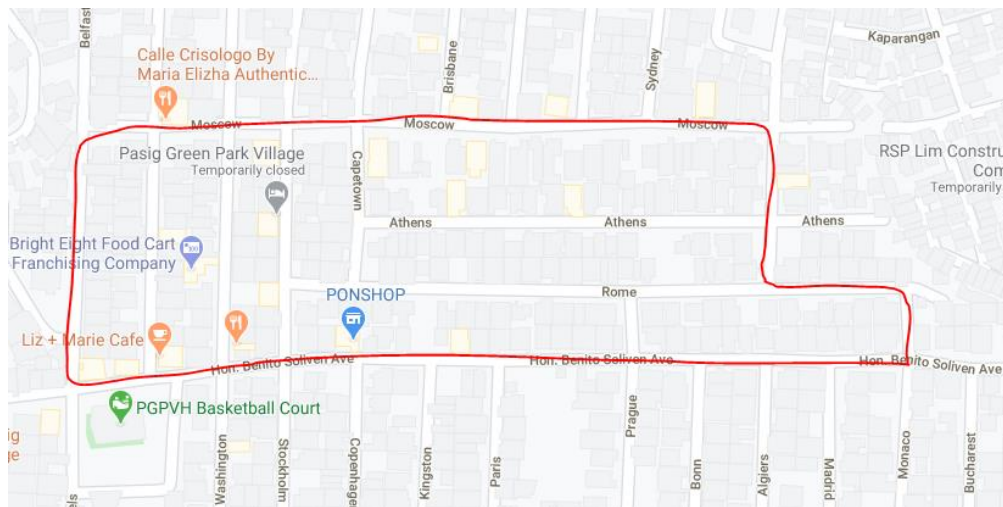 Belfast
Calle Crisologo By
Maria Elizha Authentic...
Brisbane
Sydney
Kaparangan
Moscow
Moscow
Moscow
Pasig Green Park Village
Temporarily closed
Capetown
RSP Lim Constru
Com
Temporarily
Athens
Athens
Athens
Bright Eight Food Cart
Franchising Company
Rome
PONSHOP
Liz + Marie Cafe
Hon. Benito Soliven Ave
Hon. Benito Soliven Ave
Hon. Benito Soliven Ave
PGPVH Basketball Court
ig
ge
els
Washington
Stockholm
Copenhagen
Kingston
Paris
Prague
Bonn
Algiers
Madrid
Monaco
Bucharest